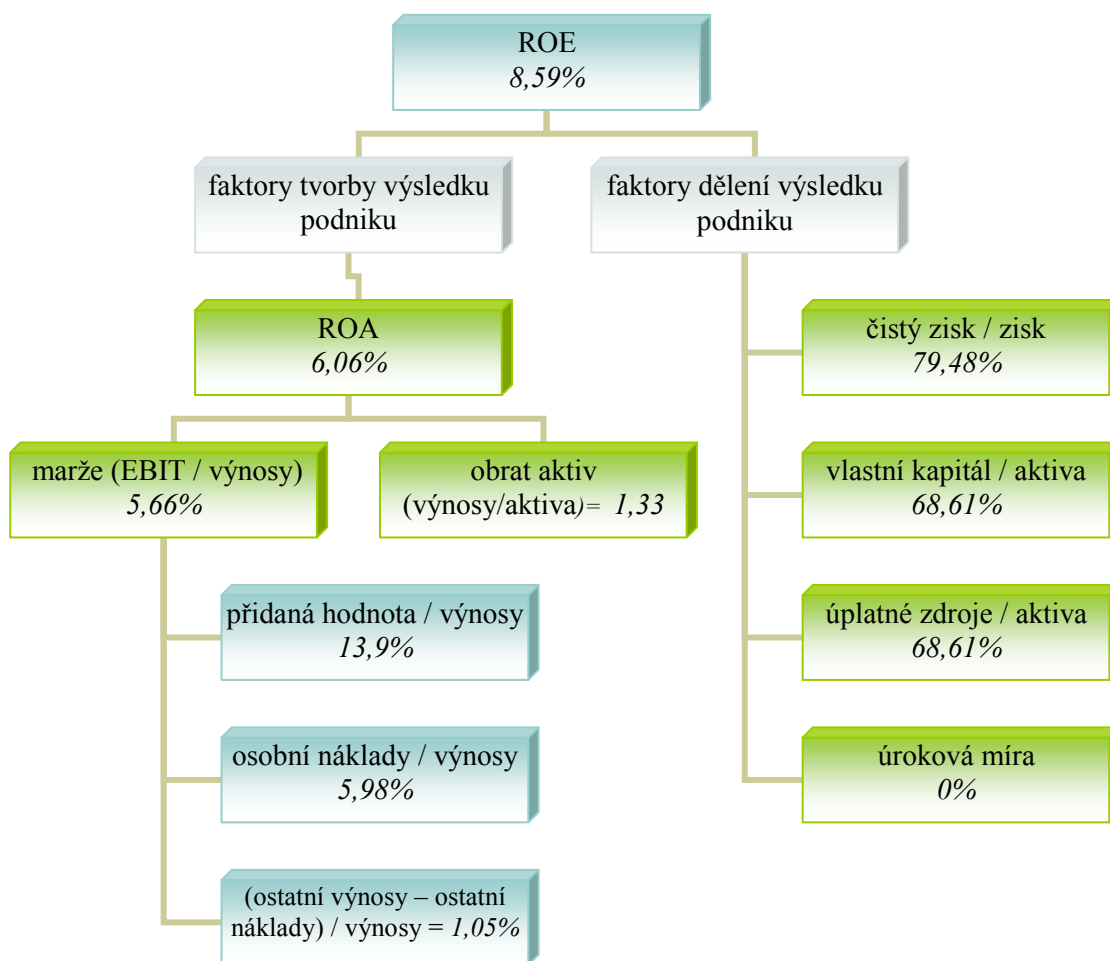 ROE
8,59%
faktory tvorby výsledku
podniku
faktory dělení výsledku
podniku
ROA
6,06%
čistý zisk / zisk
79,48%
marže (EBIT / výnosy)
5,66%
obrat aktiv
(výnosy/aktiva)= 1,33
vlastní kapitál / aktiva
68,61%
přidaná hodnota / výnosy
13,9%
úplatné zdroje / aktiva
68,61%
osobní náklady / výnosy
5,98%
úroková míra
0%
(ostatní výnosy – ostatní
náklady) / výnosy = 1,05%